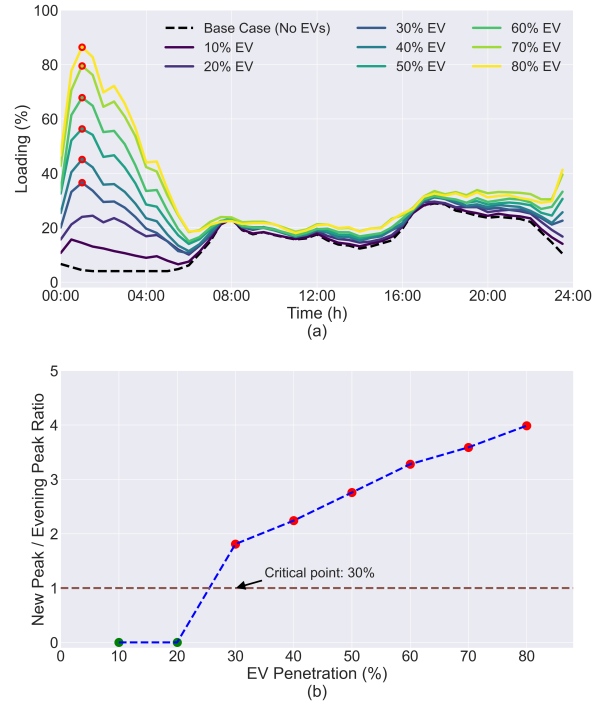 100
80
60
40
20
0
Loading (%)
Base Case (No EVs)
10% EV
20% EV
30% EV
40% EV
50% EV
60% EV
70% EV
80% EV
00:00 04:00 08:00 12:00 16:00 20:00 24:00
Time (h)
(a)
5
4
3
2
1
0
New Peak / Evening Peak Ratio
Critical point: 30%
0 10 20 30 40 50 60 70 80
EV Penetration (%)
(b)